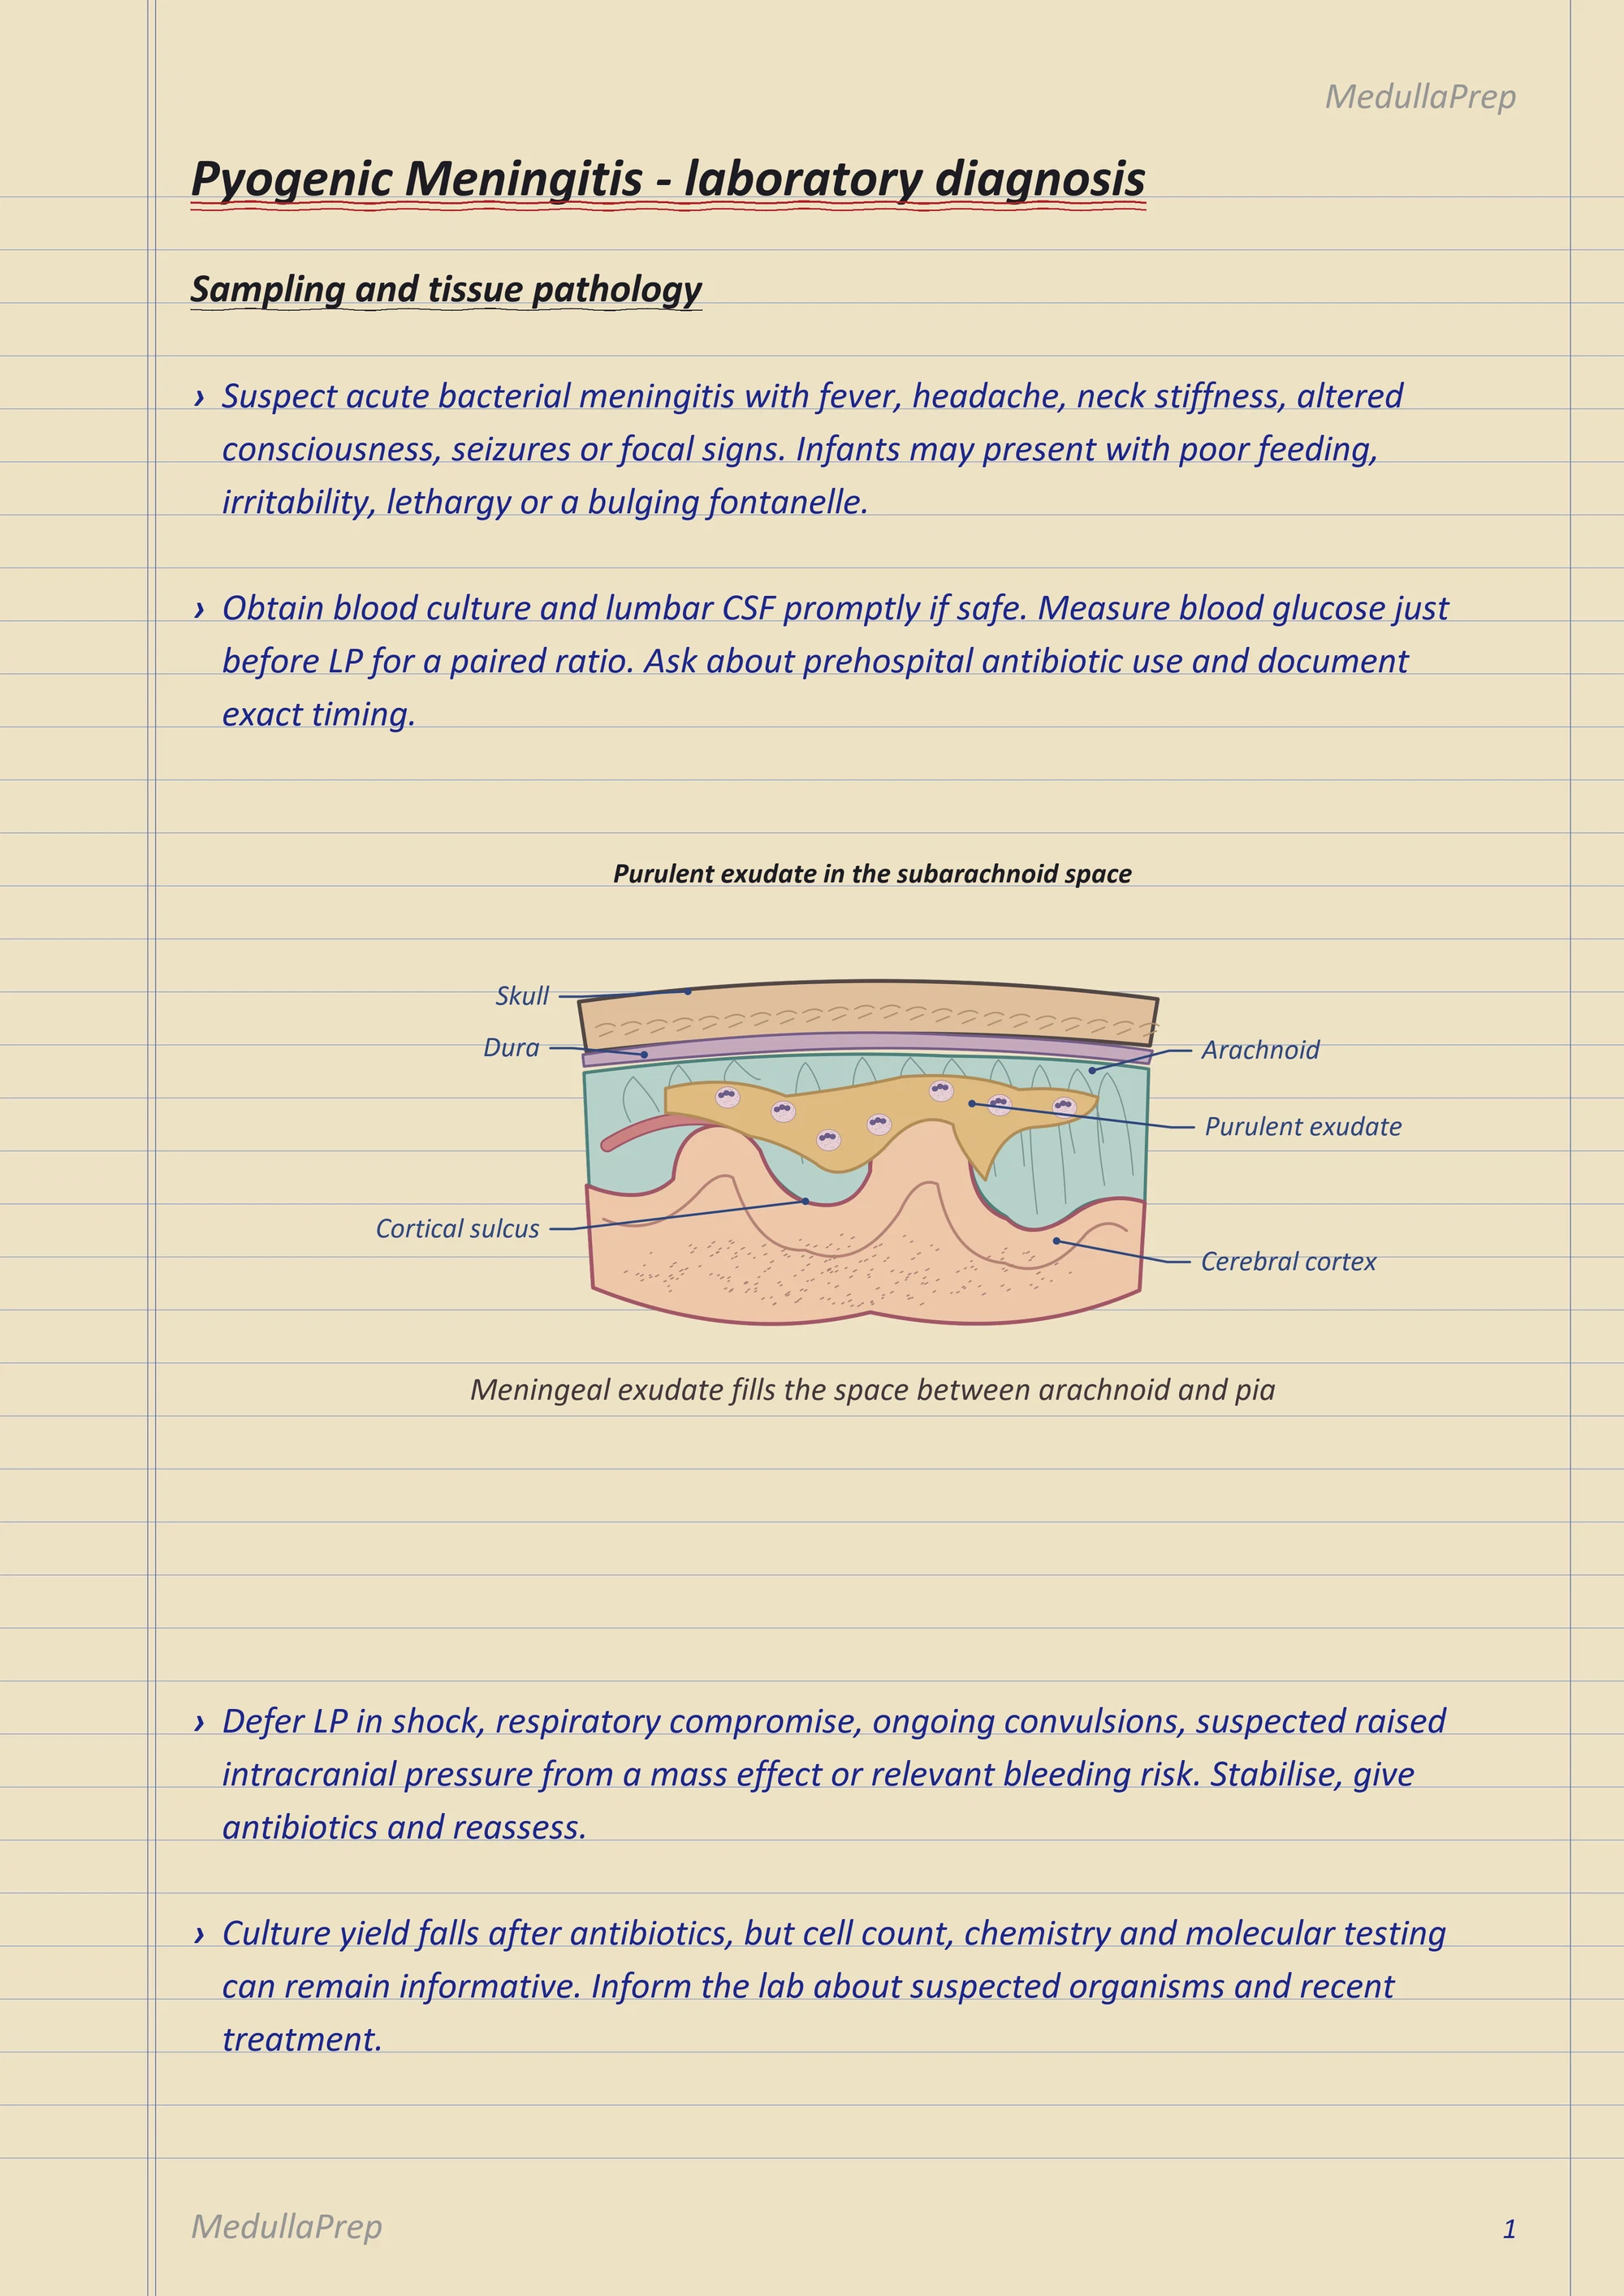 MedullaPrep
Pyogenic Meningitis - laboratory diagnosis
Sampling and tissue pathology
› Suspect acute bacterial meningitis with fever, headache, neck stiffness, altered
consciousness, seizures or focal signs. Infants may present with poor feeding,
irritability, lethargy or a bulging fontanelle.
› Obtain blood culture and lumbar CSF promptly if safe. Measure blood glucose just
before LP for a paired ratio. Ask about prehospital antibiotic use and document
exact timing.
Purulent exudate in the subarachnoid space
Skull
Dura
Arachnoid
Purulent exudate
Cortical sulcus
Cerebral cortex
Meningeal exudate fills the space between arachnoid and pia
› Defer LP in shock, respiratory compromise, ongoing convulsions, suspected raised
intracranial pressure from a mass effect or relevant bleeding risk. Stabilise, give
antibiotics and reassess.
› Culture yield falls after antibiotics, but cell count, chemistry and molecular testing
can remain informative. Inform the lab about suspected organisms and recent
treatment.
MedullaPrep
1